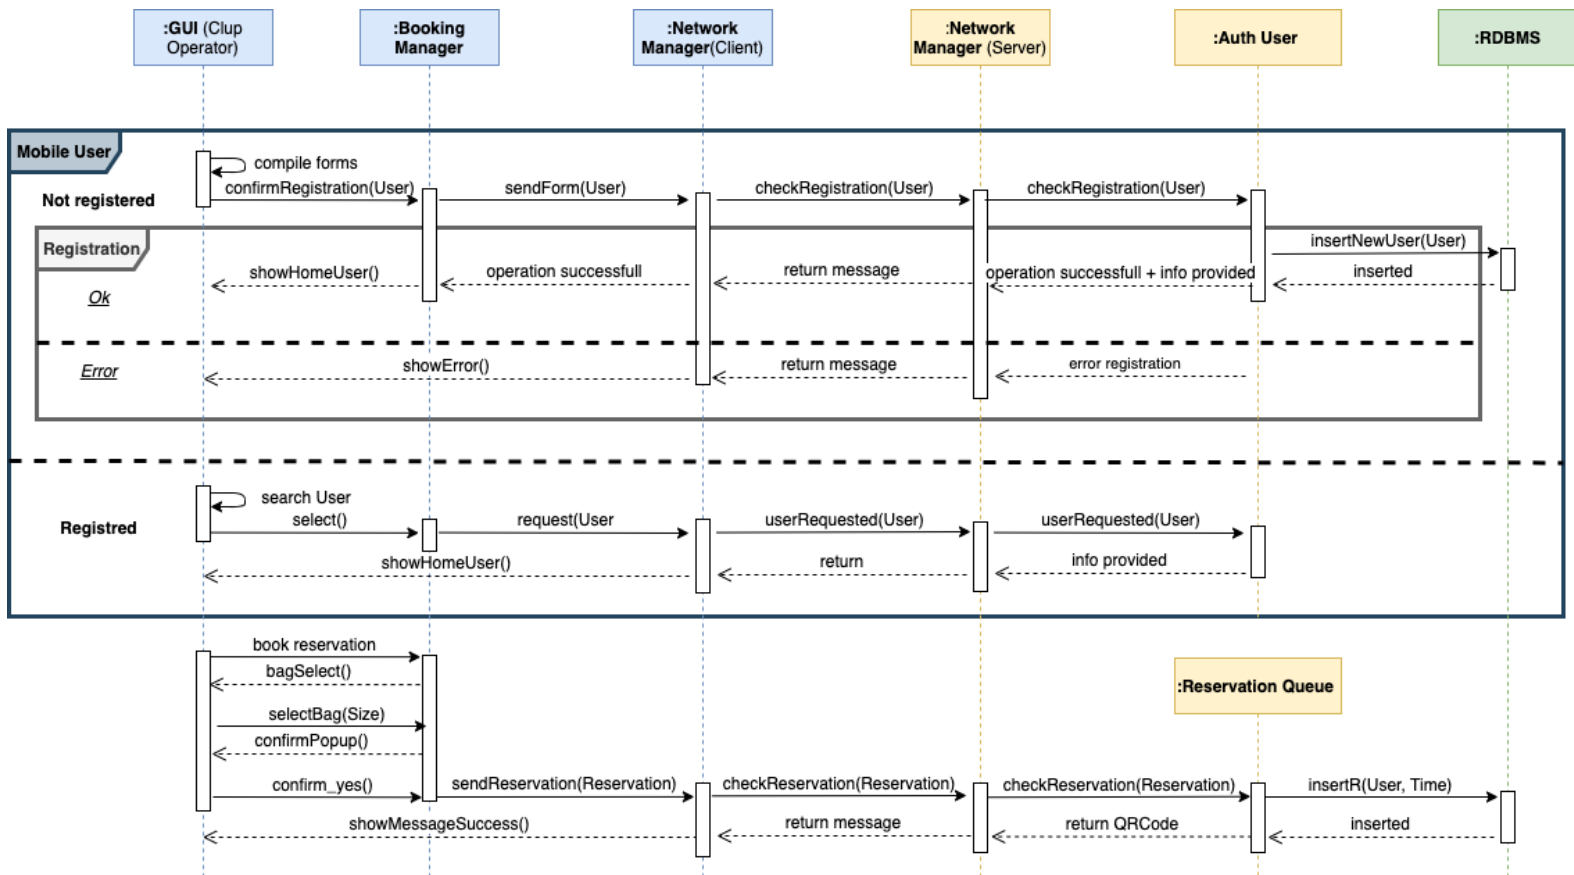 :GUI (Clup
Operator)
:Booking
Manager
:Network
Manager(Client)
:Network
Manager (Server)
:Auth User
:RDBMS
Mobile User
compile forms
Not registered
confirmRegistration(User)
sendForm(User)
checkRegistration(User)
checkRegistration(User)
Registration
insertNewUser(User)
showHomeUser()
operation successfull
return message
operation successfull + info provided
inserted
Ok
Error
showError()
return message
error registration
search User
Registred
select()
request(User
userRequested(User)
userRequested(User)
showHomeUser()
return
info provided
book reservation
bagSelect()
:Reservation Queue
selectBag(Size)
confirmPopup()
confirm_yes()
sendReservation(Reservation)
checkReservation(Reservation)
checkReservation(Reservation)
insertR(User, Time)
showMessageSuccess()
return message
return QRCode
inserted